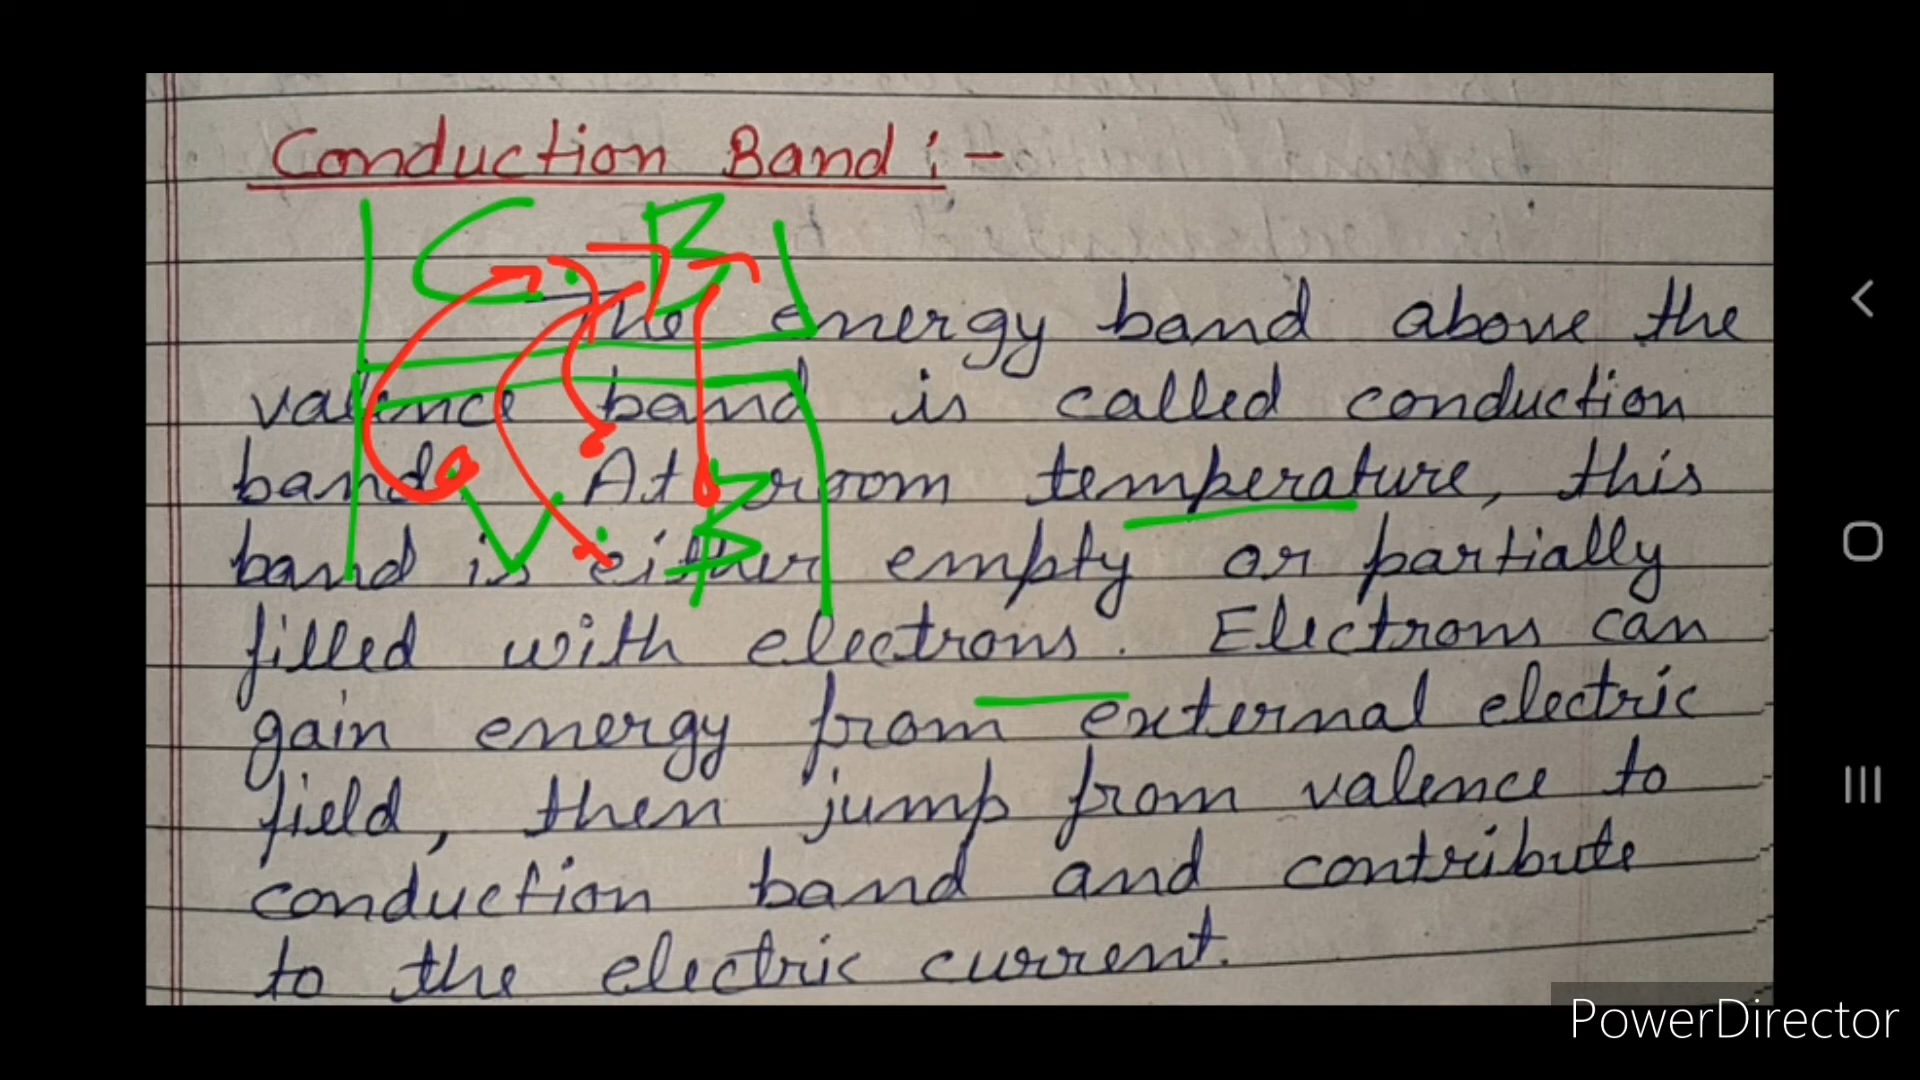 Conduction Band :-
C.B
The energy band above the
valence band is called conduction
band. At room temperature, this
V.B
band is either empty or partially
filled with electrons. Electrons can
gain energy from external electric
field, then jump from valence to
conduction band and contribute
to the electric current.
PowerDirector